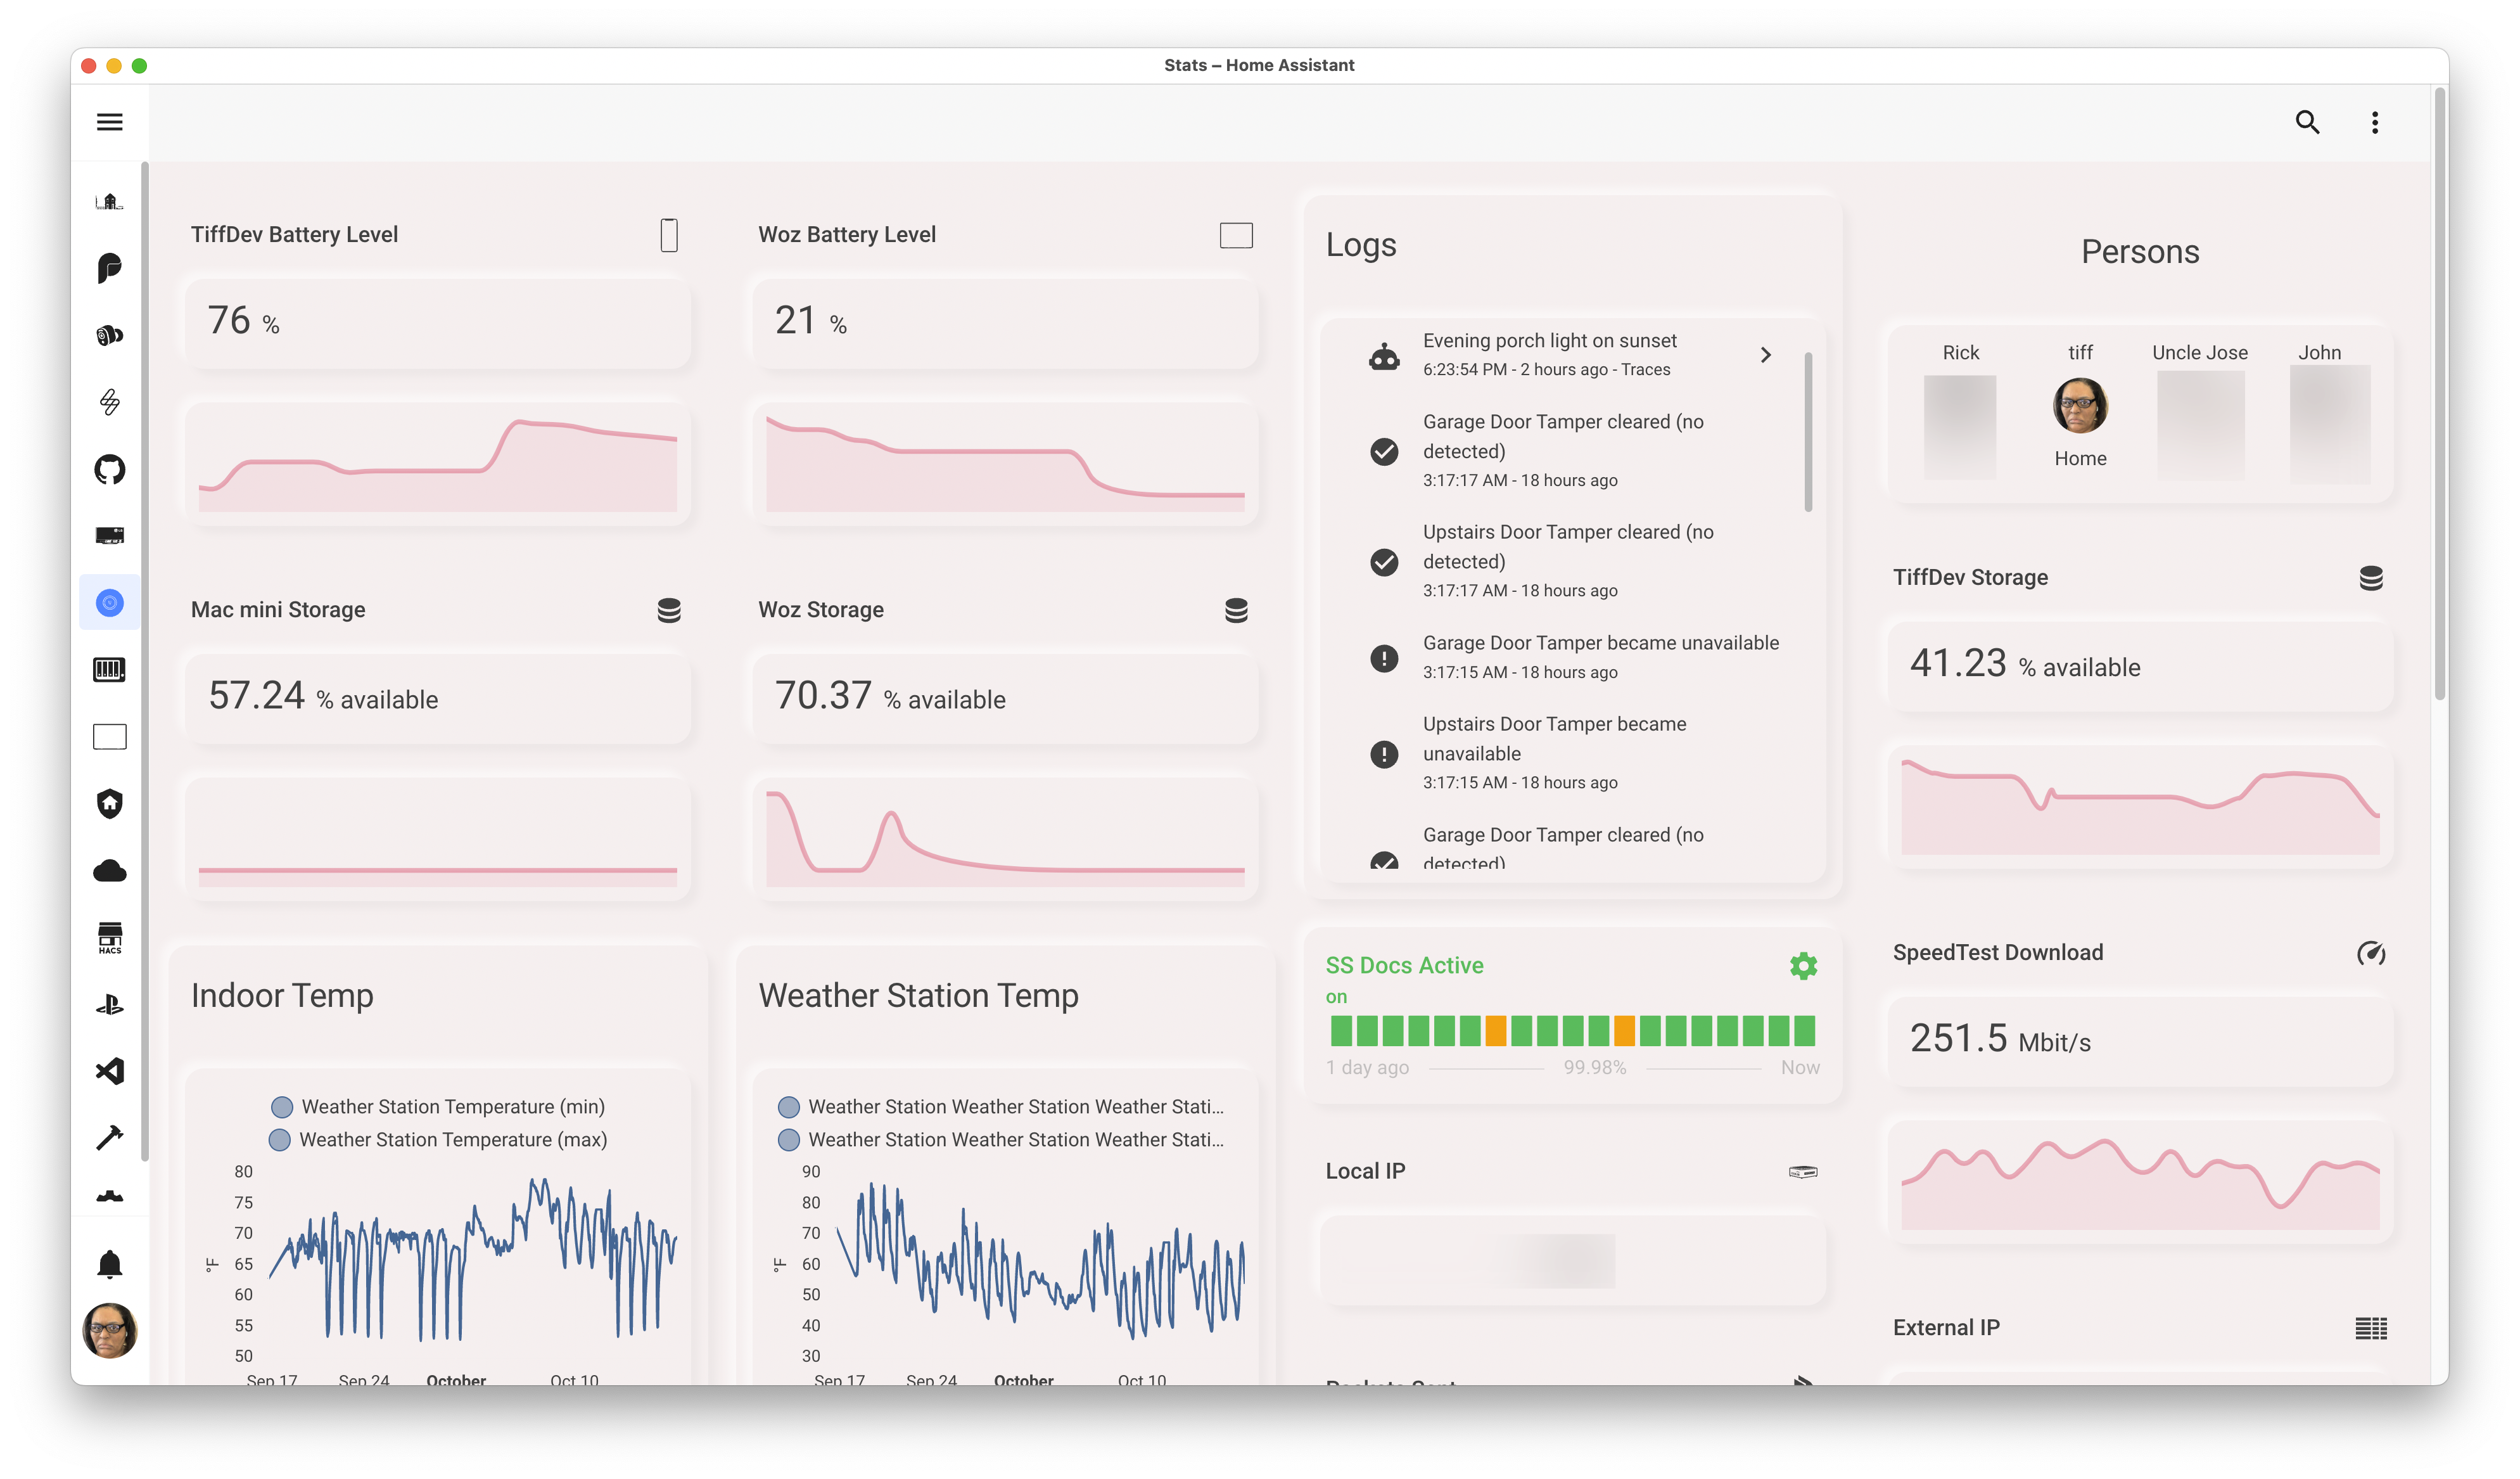 Stats – Home Assistant
TiffDev Battery Level
76 %
Woz Battery Level
21 %
Logs
Evening porch light on sunset
6:23:54 PM - 2 hours ago - Traces
Garage Door Tamper cleared (no
detected)
3:17:17 AM - 18 hours ago
Upstairs Door Tamper cleared (no
detected)
3:17:17 AM - 18 hours ago
Garage Door Tamper became unavailable
3:17:15 AM - 18 hours ago
Upstairs Door Tamper became
unavailable
3:17:15 AM - 18 hours ago
Garage Door Tamper cleared (no
detected)
Persons
Rick
tiff
Uncle Jose
John
Home
Mac mini Storage
57.24 % available
Woz Storage
70.37 % available
TiffDev Storage
41.23 % available
HACS
Indoor Temp
Weather Station Temperature (min)
Weather Station Temperature (max)
80
75
70
65
60
55
50
°F
Sep 17
Sep 24
October
Oct 10
Weather Station Temp
Weather Station Weather Station Weather Stati...
Weather Station Weather Station Weather Stati...
90
80
70
60
50
40
30
°F
Sep 17
Sep 24
October
Oct 10
SS Docs Active
on
1 day ago
99.98%
Now
Local IP
SpeedTest Download
251.5 Mbit/s
External IP